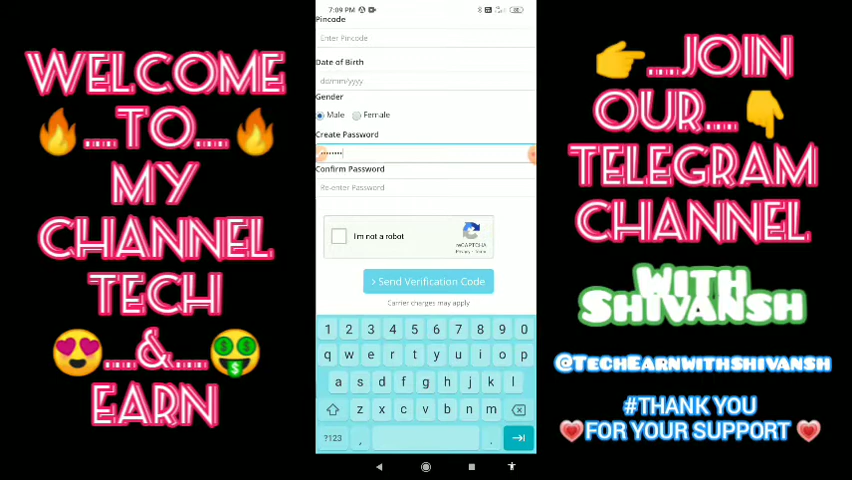 WELCOME
🔥....TO....🔥
MY
CHANNEL
TECH
😍....&....🤑
EARN
7:09 PM
Pincode
Enter Pincode
Date of Birth
dd/mm/yyyy
Gender
Male Female
Create Password
••••••••
Confirm Password
Re-enter Password
I'm not a robot
reCAPTCHA
Privacy - Terms
> Send Verification Code
Carrier charges may apply
1 2 3 4 5 6 7 8 9 0
q w e r t y u i o p
a s d f g h j k l
z x c v b n m
?123 , .
👉....JOIN
OUR....👇
TELEGRAM
CHANNEL
WITH
SHIVANSH
@TECHEARNWITHSHIVANSH
#THANK YOU
💗FOR YOUR SUPPORT 💗